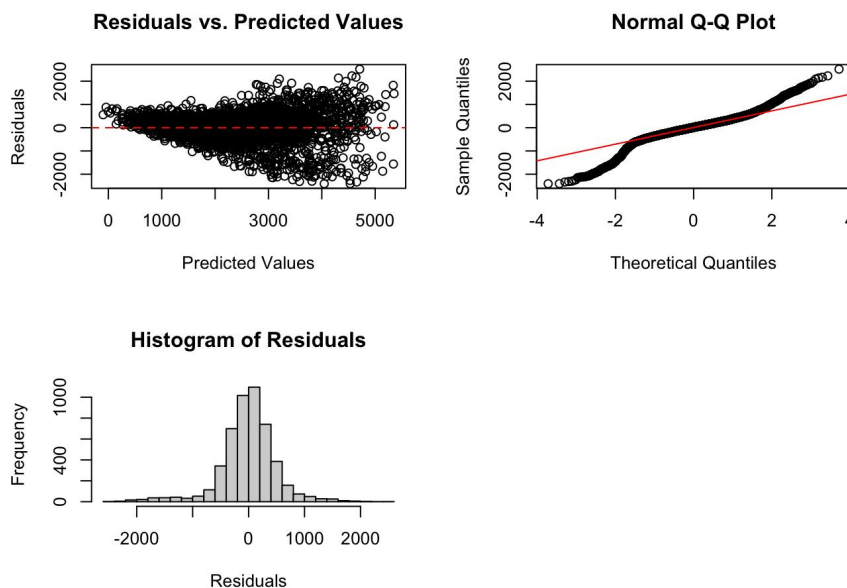 Residuals vs. Predicted Values
Residuals
2000
0
-2000
0
1000
3000
5000
Predicted Values
Normal Q-Q Plot
Sample Quantiles
2000
0
-2000
-4
-2
0
2
4
Theoretical Quantiles
Histogram of Residuals
Frequency
1000
400
0
-2000
0
1000
2000
Residuals